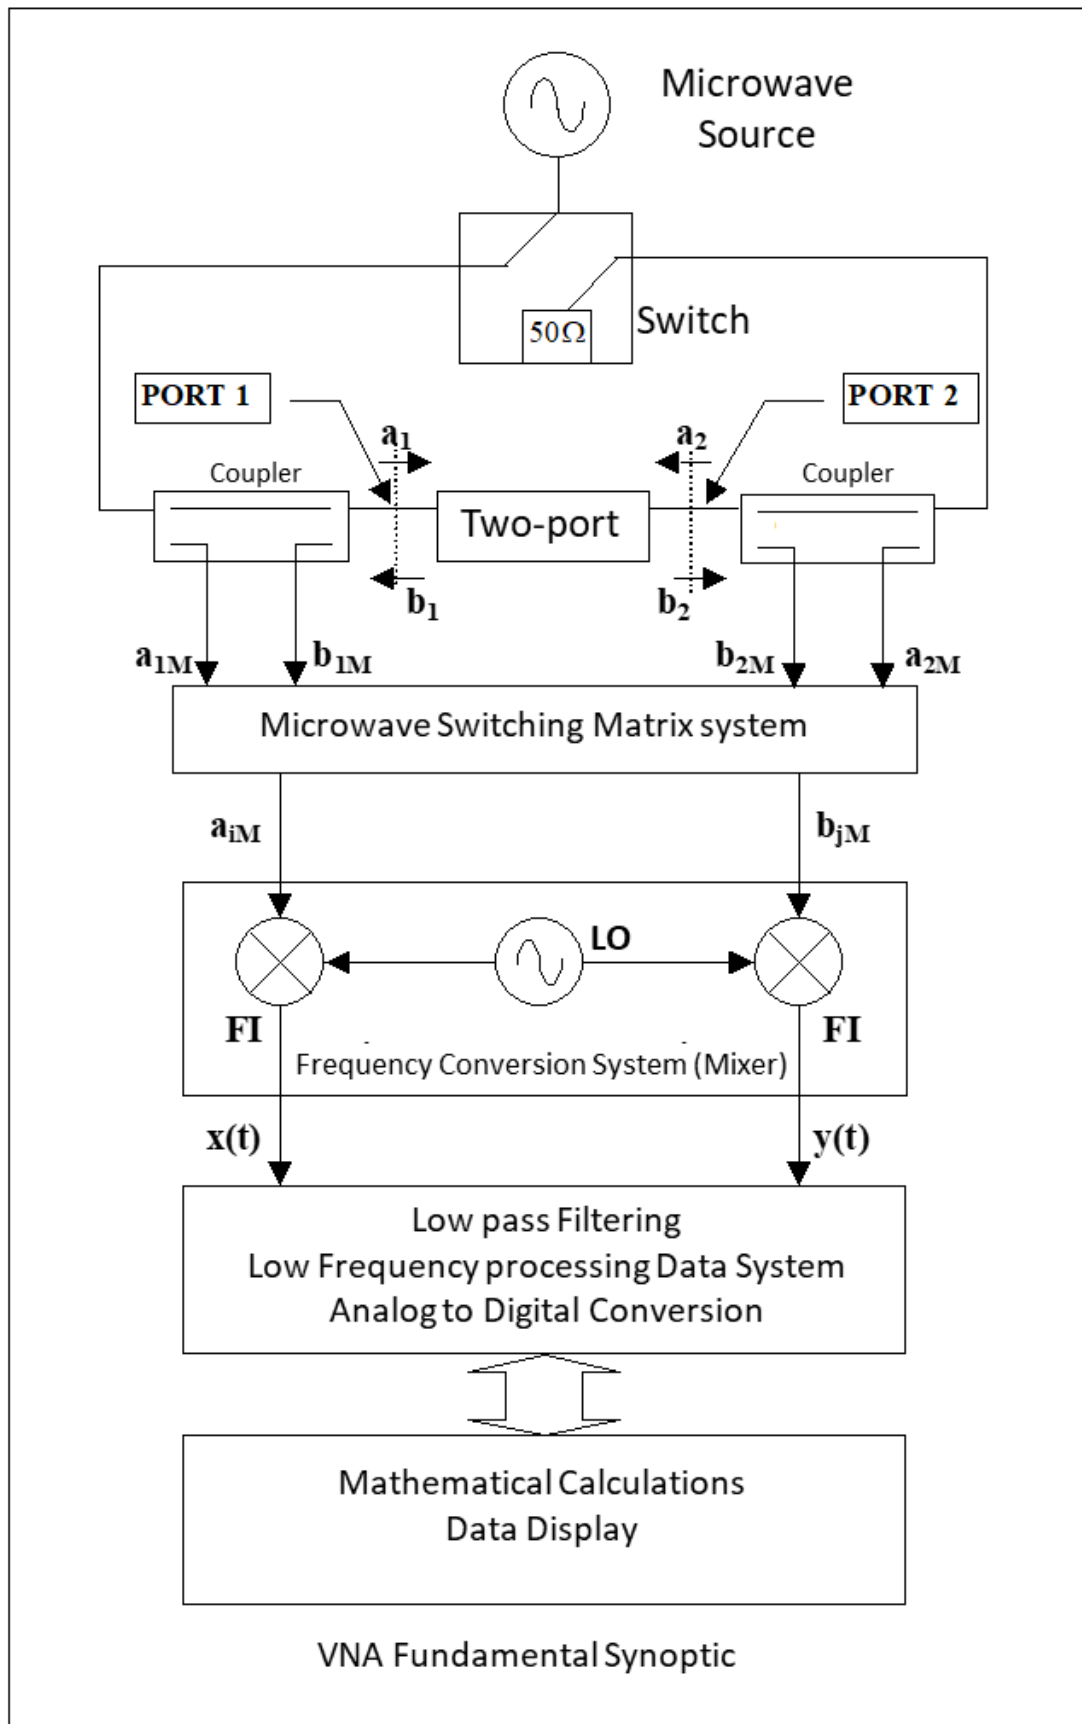 Microwave
Source
Switch
50Ω
PORT 1
PORT 2
a1
a2
Coupler
Coupler
Two-port
b1
b2
a1M
b1M
b2M
a2M
Microwave Switching Matrix system
aiM
bjM
LO
FI
FI
Frequency Conversion System (Mixer)
x(t)
y(t)
Low pass Filtering
Low Frequency processing Data System
Analog to Digital Conversion
Mathematical Calculations
Data Display
VNA Fundamental Synoptic